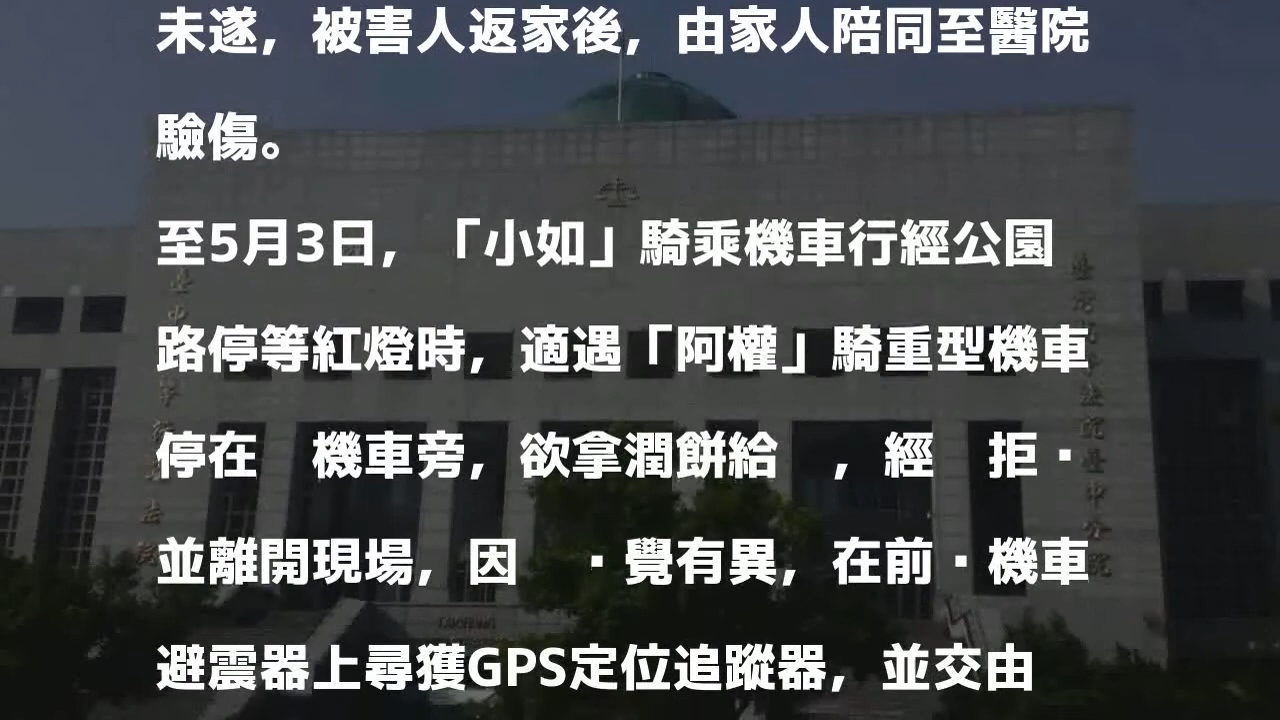 未遂，被害人返家後，由家人陪同至醫院
驗傷。
至5月3日，「小如」騎乘機車行經公園
路停等紅燈時，適遇「阿權」騎重型機車
停在　機車旁，欲拿潤餅給　，經　拒·
並離開現場，因　·覺有異，在前·機車
避震器上尋獲GPS定位追蹤器，並交由